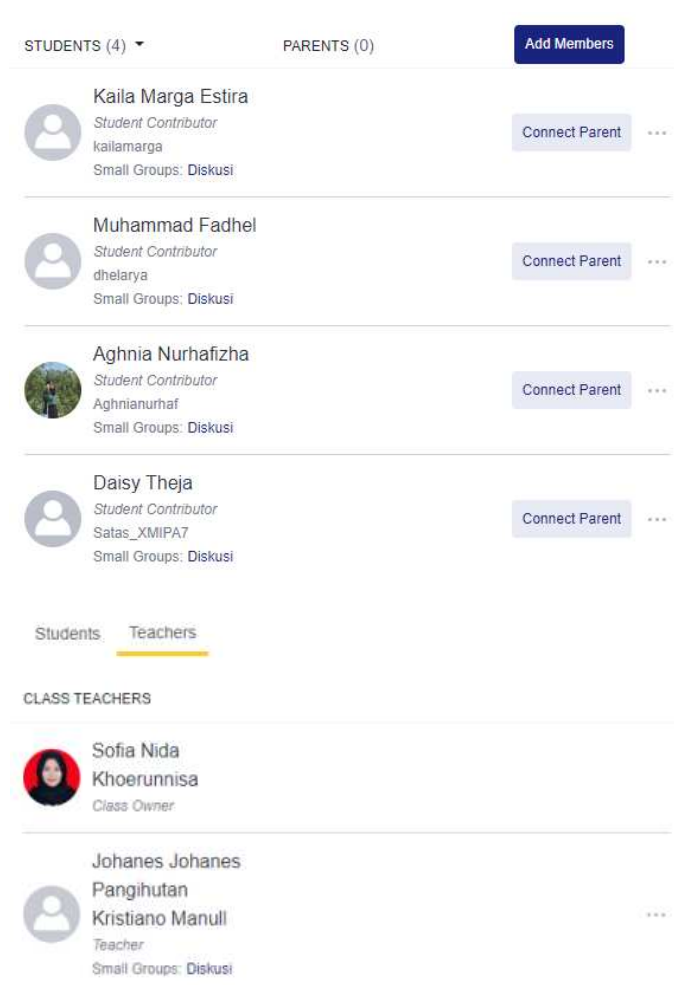 STUDENTS (4) PARENTS (0) Add Members
Kaila Marga Estira
Student Contributor
kailamarga
Small Groups: Diskusi
Connect Parent
Muhammad Fadhel
Student Contributor
dhelarya
Small Groups: Diskusi
Connect Parent
Aghnia Nurhafizha
Student Contributor
Aghnianurhaf
Small Groups: Diskusi
Connect Parent
Daisy Theja
Student Contributor
Satas_XMIPA7
Small Groups: Diskusi
Connect Parent
Students Teachers
CLASS TEACHERS
Sofia Nida
Khoerunnisa
Class Owner
Johanes Johanes
Pangihutan
Kristiano Manull
Teacher
Small Groups: Diskusi